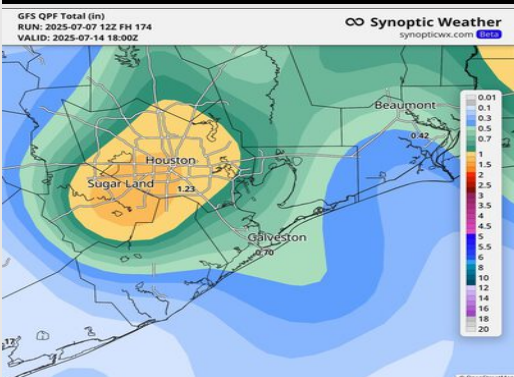 GFS QPF Total (in)
RUN: 2025-07-07 12Z FH 174
VALID: 2025-07-14 18:00Z
Synoptic Weather
synopticwx.com Beta
Beaumont
0.42
Houston
Sugar Land
1.23
Galveston
0.70
0.01
0.1
0.3
0.5
0.7
1
1.5
2
2.5
3
3.5
4
4.5
5
5.5
6
8
10
12
14
16
18
20